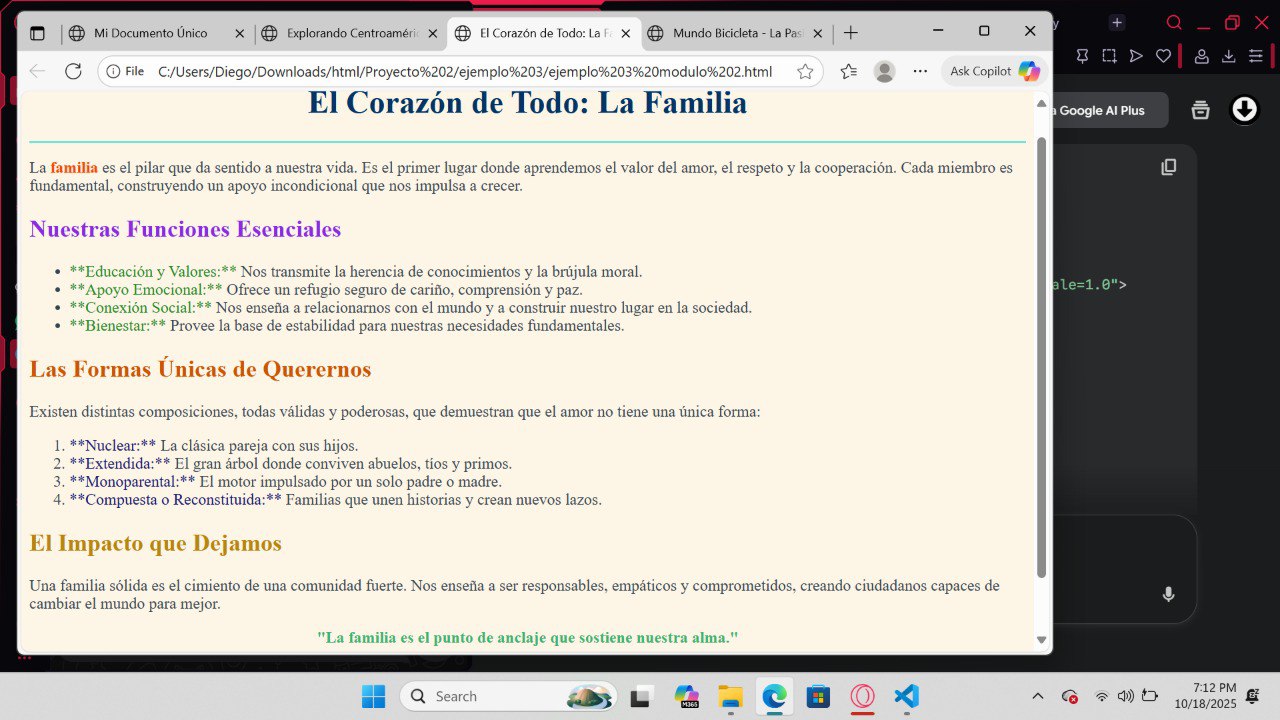 Mi Documento Único
Explorando Centroaméric
El Corazón de Todo: La Fa
Mundo Bicicleta - La Pas
File
C:/Users/Diego/Downloads/html/Proyecto%202/ejemplo%203/ejemplo%203%20modulo%202.html
Ask Copilot
a Google AI Plus
El Corazón de Todo: La Familia
La familia es el pilar que da sentido a nuestra vida. Es el primer lugar donde aprendemos el valor del amor, el respeto y la cooperación. Cada miembro es
fundamental, construyendo un apoyo incondicional que nos impulsa a crecer.
Nuestras Funciones Esenciales
• **Educación y Valores:** Nos transmite la herencia de conocimientos y la brújula moral.
• **Apoyo Emocional:** Ofrece un refugio seguro de cariño, comprensión y paz.
• **Conexión Social:** Nos enseña a relacionarnos con el mundo y a construir nuestro lugar en la sociedad.
• **Bienestar:** Provee la base de estabilidad para nuestras necesidades fundamentales.
ale=1.0">
Las Formas Únicas de Querernos
Existen distintas composiciones, todas válidas y poderosas, que demuestran que el amor no tiene una única forma:
1. **Nuclear:** La clásica pareja con sus hijos.
2. **Extendida:** El gran árbol donde conviven abuelos, tíos y primos.
3. **Monoparental:** El motor impulsado por un solo padre o madre.
4. **Compuesta o Reconstituida:** Familias que unen historias y crean nuevos lazos.
El Impacto que Dejamos
Una familia sólida es el cimiento de una comunidad fuerte. Nos enseña a ser responsables, empáticos y comprometidos, creando ciudadanos capaces de
cambiar el mundo para mejor.
"La familia es el punto de anclaje que sostiene nuestra alma."
Search
M365
7:12 PM
10/18/2025